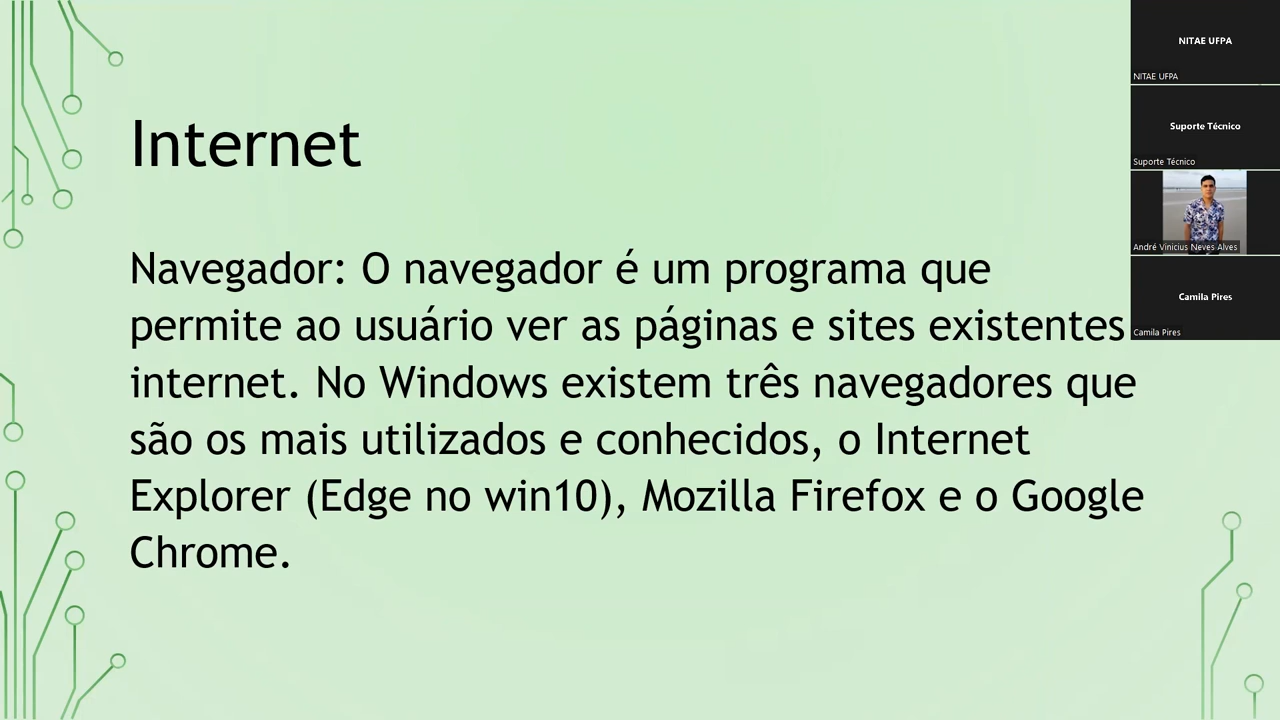 Internet
Navegador: O navegador é um programa que
permite ao usuário ver as páginas e sites existentes
internet. No Windows existem três navegadores que
são os mais utilizados e conhecidos, o Internet
Explorer (Edge no win10), Mozilla Firefox e o Google
Chrome.
NITAE UFPA
NITAE UFPA
Suporte Técnico
Suporte Técnico
André Vinicius Neves Alves
Camila Pires
Camila Pires